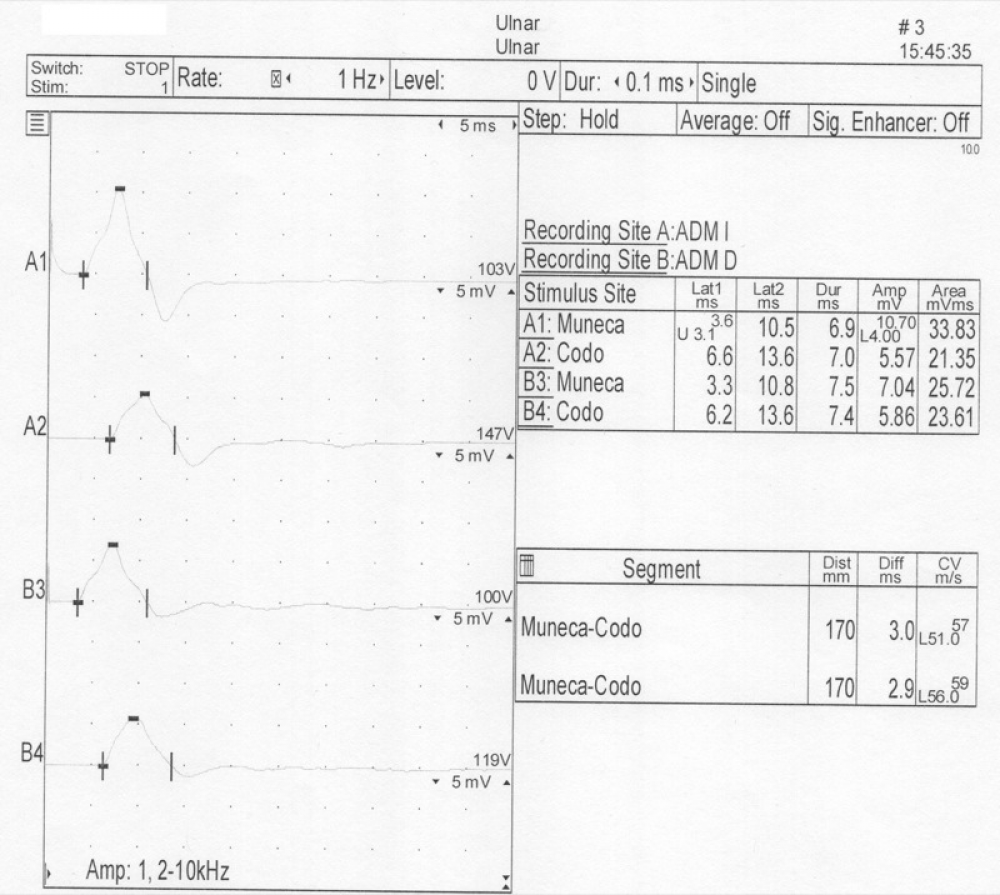 Ulnar
Ulnar
# 3
15:45:35
Switch: STOP
Stim: 1
Rate: 1 Hz
Level: 0 V
Dur: 0.1 ms
Single
5 ms
Step: Hold
Average: Off
Sig. Enhancer: Off
100
Recording Site A:ADM I
Recording Site B:ADM D
Stimulus Site Lat1 ms Lat2 ms Dur ms Amp mV Area mVms
A1: Muneca U 3.1 3.6 10.5 6.9 L4.00 10.70 33.83
A2: Codo 6.6 13.6 7.0 5.57 21.35
B3: Muneca 3.3 10.8 7.5 7.04 25.72
B4: Codo 6.2 13.6 7.4 5.86 23.61
A1
103V
5 mV
A2
147V
5 mV
B3
100V
5 mV
B4
119V
5 mV
Amp: 1, 2-10kHz
Segment Dist mm Diff ms CV m/s
Muneca-Codo 170 3.0 L51.0 57
Muneca-Codo 170 2.9 L56.0 59